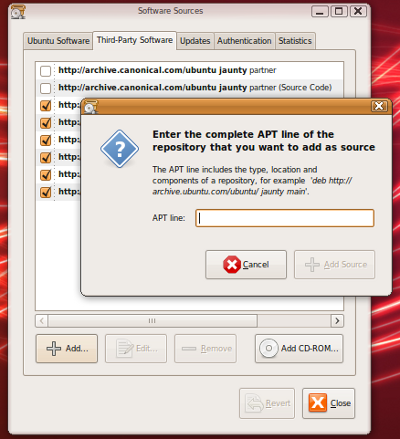 Software Sources
Ubuntu Software Third-Party Software Updates Authentication Statistics
http://archive.canonical.com/ubuntu jaunty partner
http://archive.canonical.com/ubuntu jaunty partner (Source Code)
http:
http:
http:
http:
http:
http:
Enter the complete APT line of the
repository that you want to add as source
The APT line includes the type, location and
components of a repository, for example 'deb http://
archive.ubuntu.com/ubuntu/ jaunty main'.
APT line:
Cancel Add Source
Add... Edit... Remove Add CD-ROM...
Revert Close